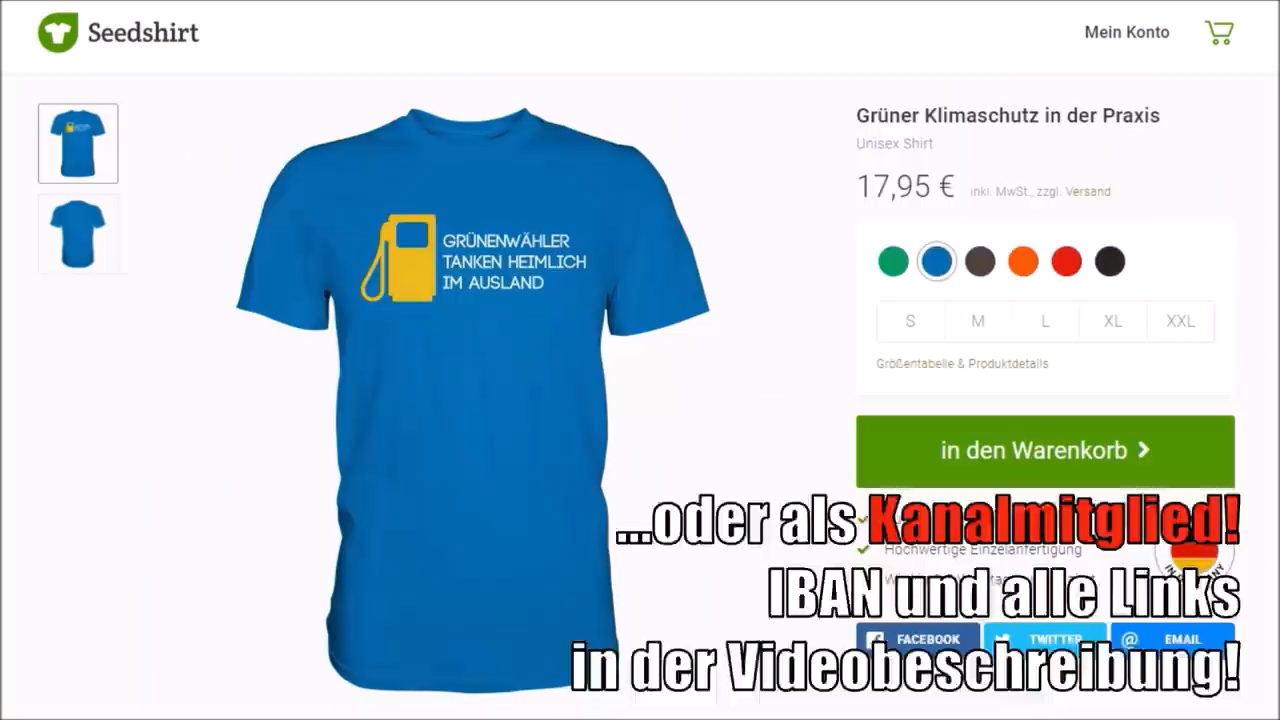 Seedshirt
Mein Konto
Grüner Klimaschutz in der Praxis
Unisex Shirt
17,95 € inkl. MwSt., zzgl. Versand
GRÜNENWÄHLER
TANKEN HEIMLICH
IM AUSLAND
S M L XL XXL
Größentabelle & Produktdetails
in den Warenkorb
...oder als Kanalmitglied!
Hochwertige Einzelanfertigung
IBAN und alle Links
FACEBOOK TWITTER @ EMAIL
in der Videobeschreibung!